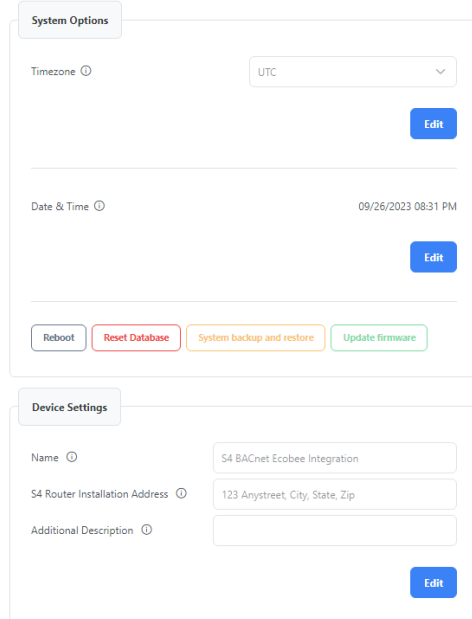 System Options
Timezone
UTC
Edit
Date & Time
09/26/2023 08:31 PM
Edit
Reboot Reset Database System backup and restore Update firmware
Device Settings
Name S4 BACnet Ecobee Integration
S4 Router Installation Address 123 Anystreet, City, State, Zip
Additional Description
Edit